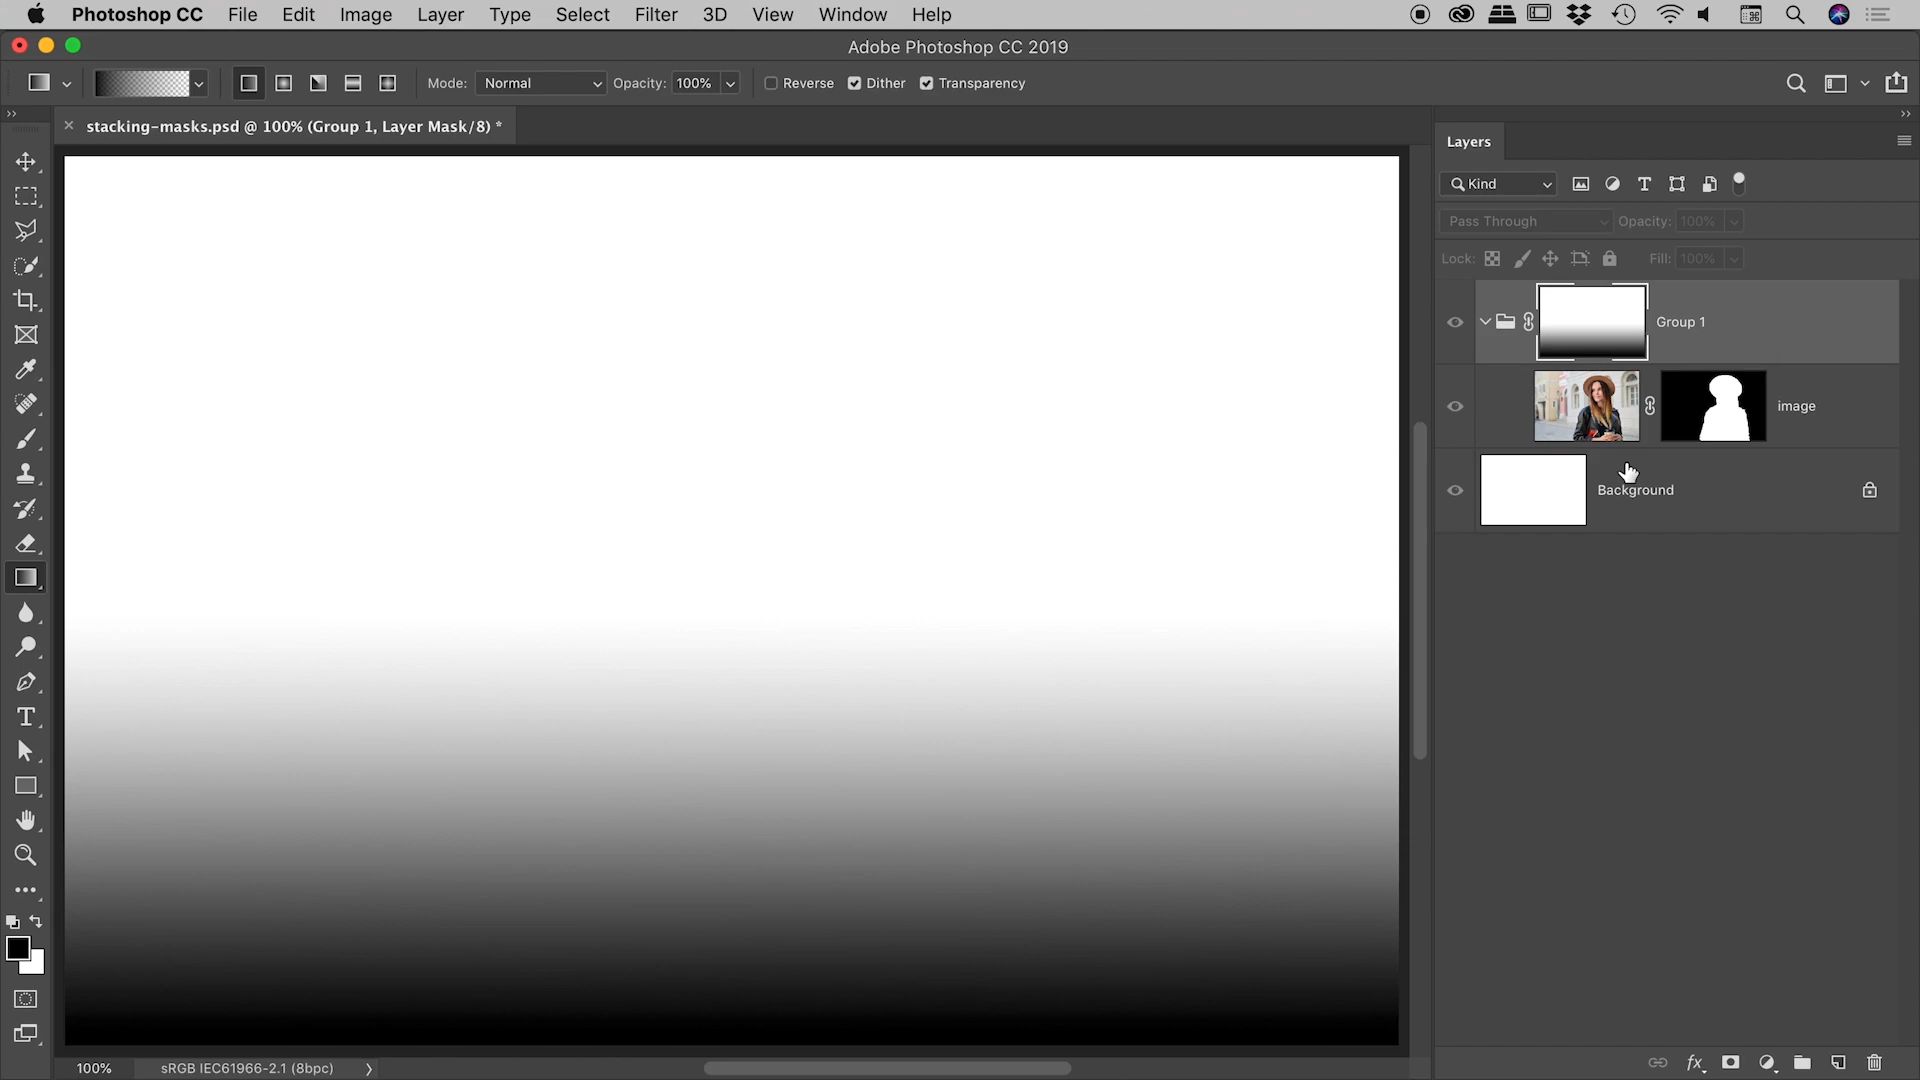 Photoshop CC File Edit Image Layer Type Select Filter 3D View Window Help
Adobe Photoshop CC 2019
Mode: Normal Opacity: 100% Reverse Dither Transparency
stacking-masks.psd @ 100% (Group 1, Layer Mask/8) *
Layers
Kind
Pass Through Opacity: 100%
Lock: Fill: 100%
Group 1
image
Background
100% sRGB IEC61966-2.1 (8bpc)